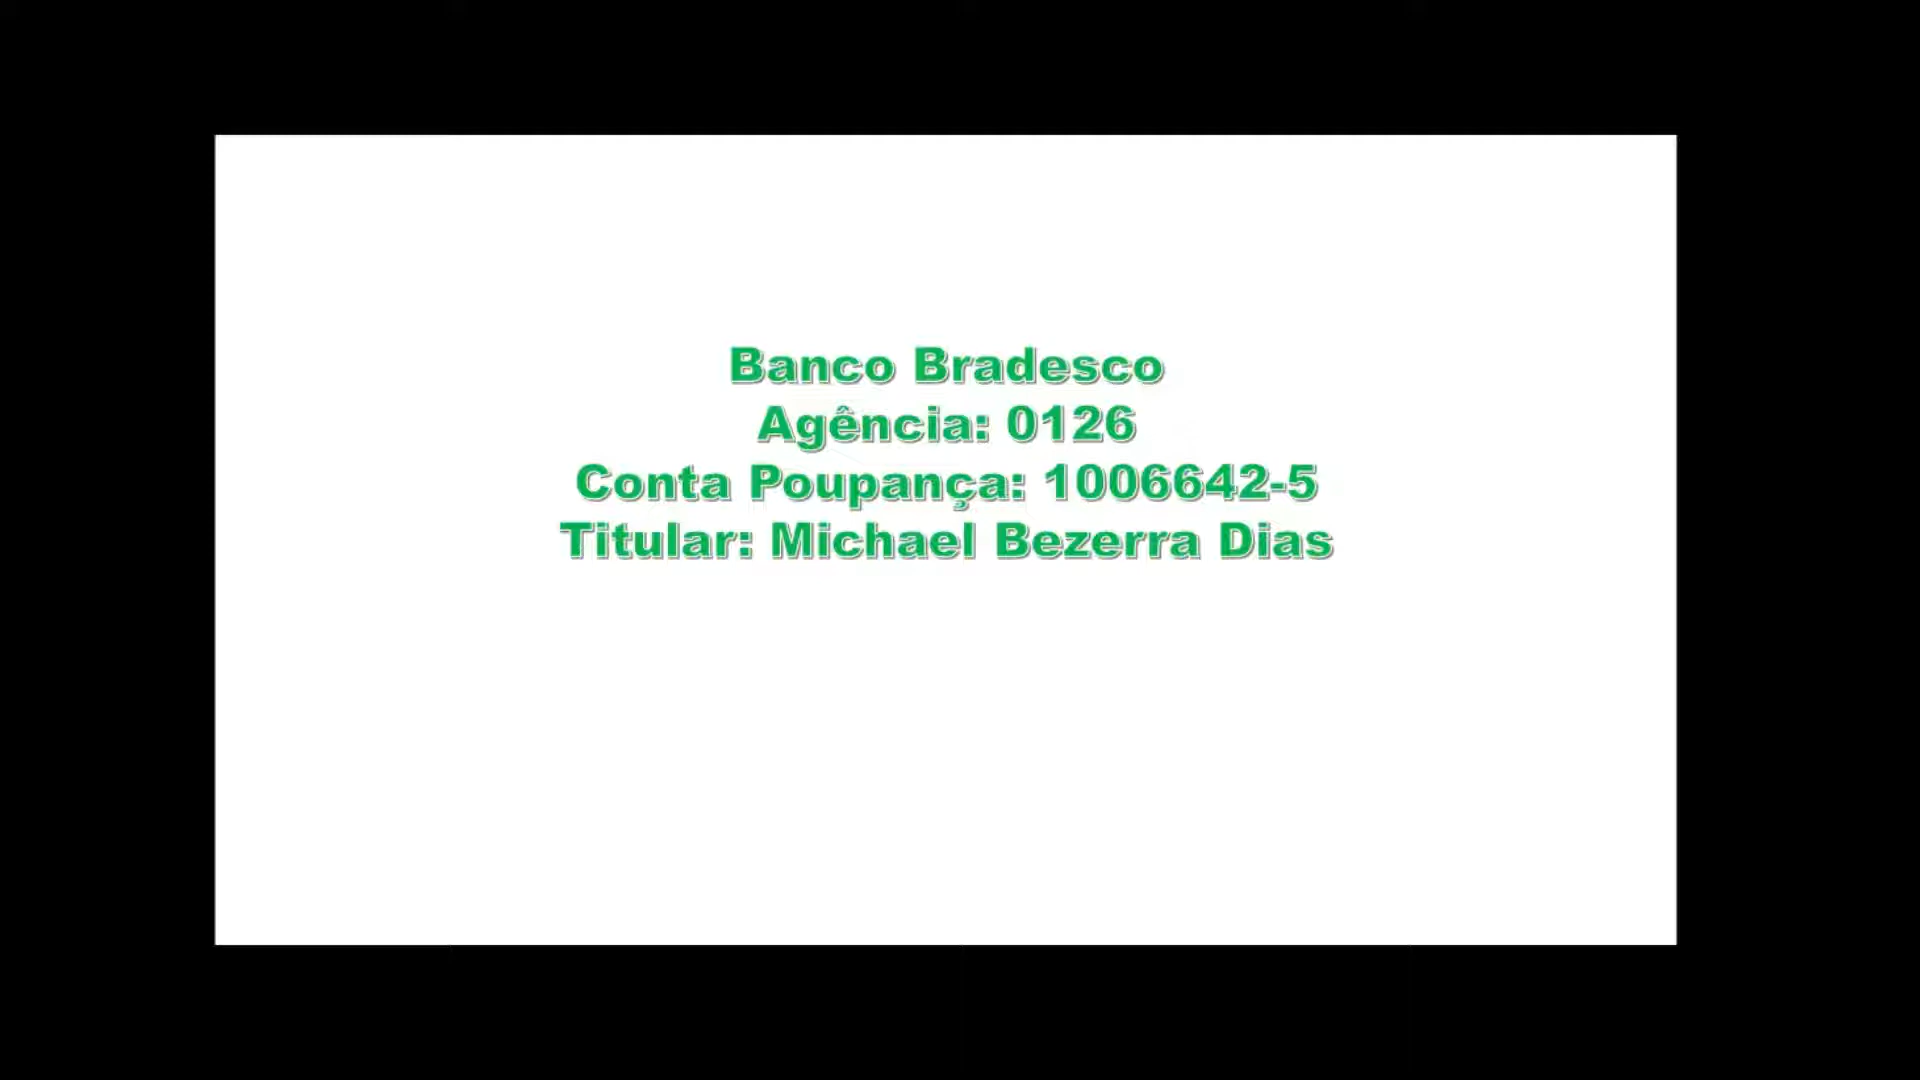 Banco Bradesco
Agência: 0126
Conta Poupança: 1006642-5
Titular: Michael Bezerra Dias